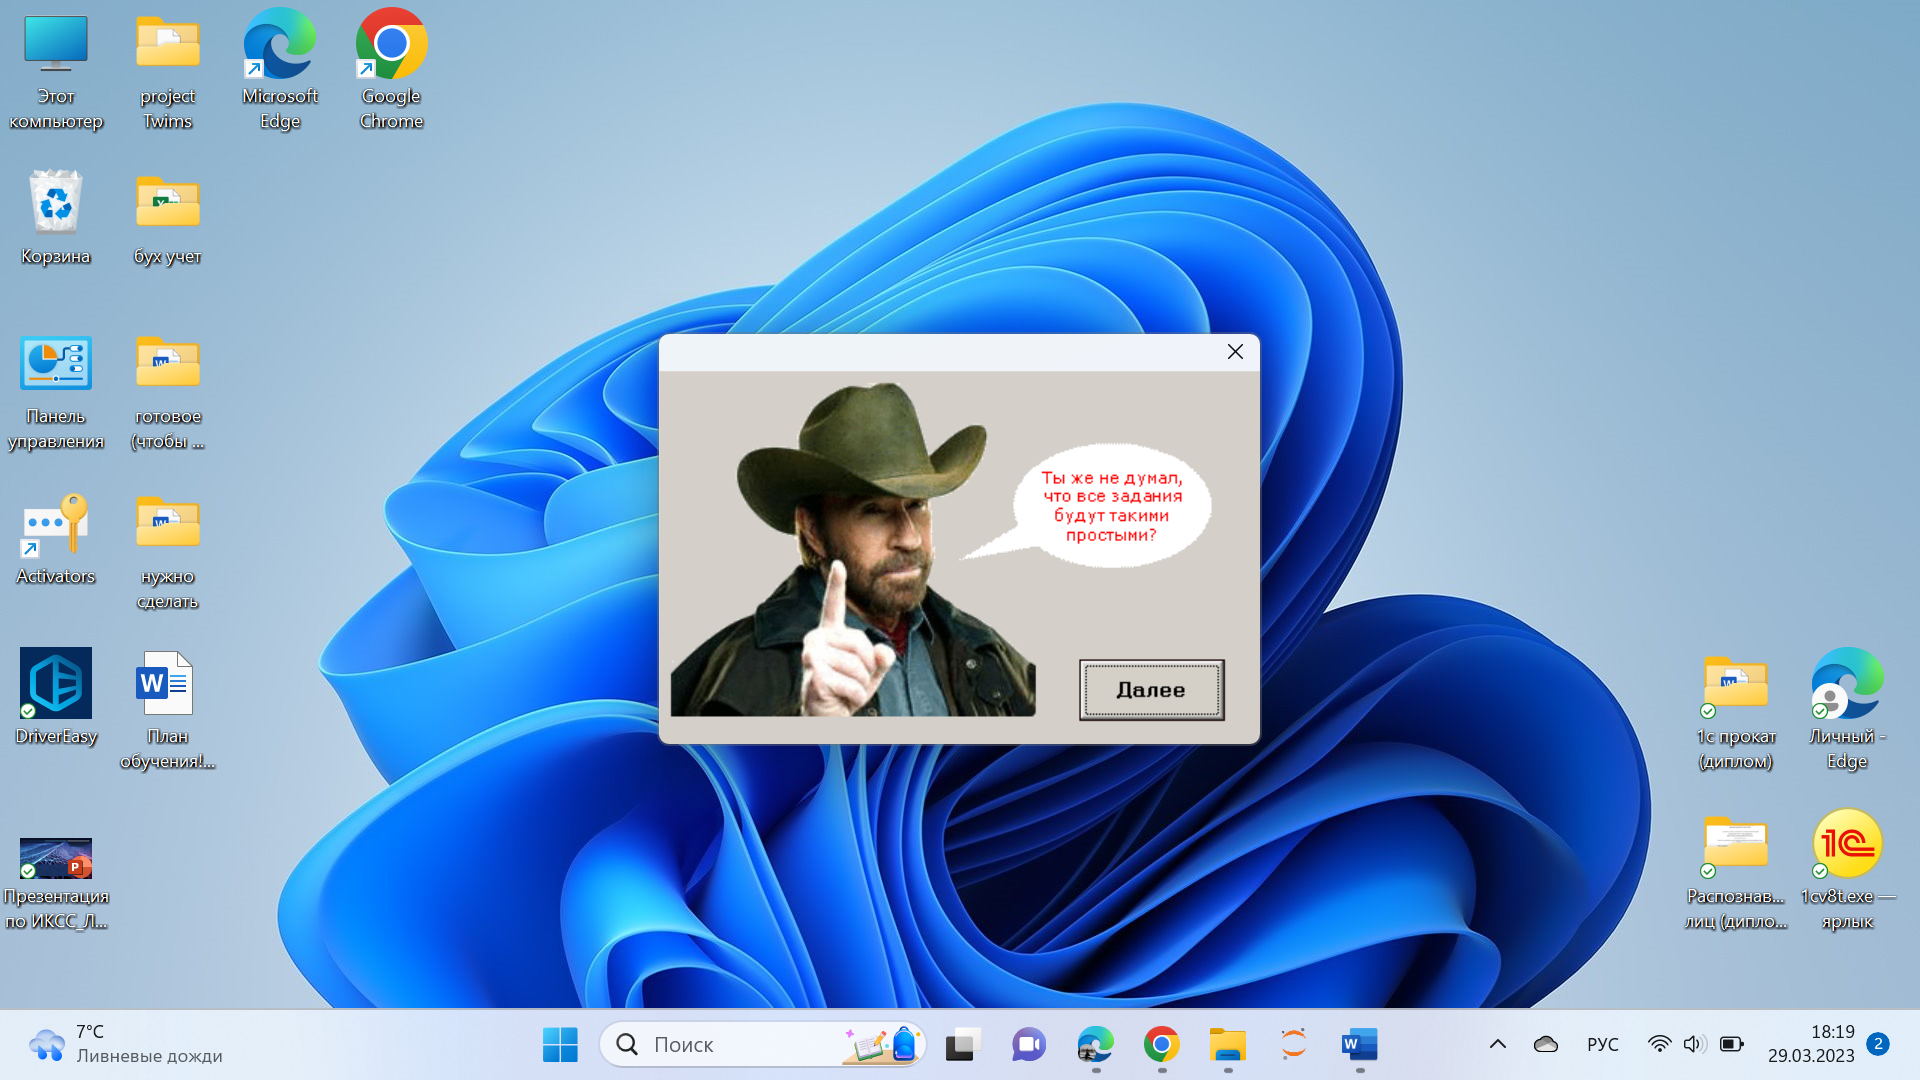 Этот
компьютер
project
Twims
Microsoft
Edge
Google
Chrome
Корзина
бух учет
Панель
управления
готовое
(чтобы ...
Activators
нужно
сделать
DriverEasy
План
обучения!...
Презентация
по ИКСС_Л...
Ты же не думал,
что все задания
будут такими
простыми?
Далее
1с прокат
(диплом)
Личный -
Edge
Распознав...
лиц (дипло...
1cv8t.exe —
ярлык
7°C
Ливневые дожди
Поиск
РУС
18:19
29.03.2023
2